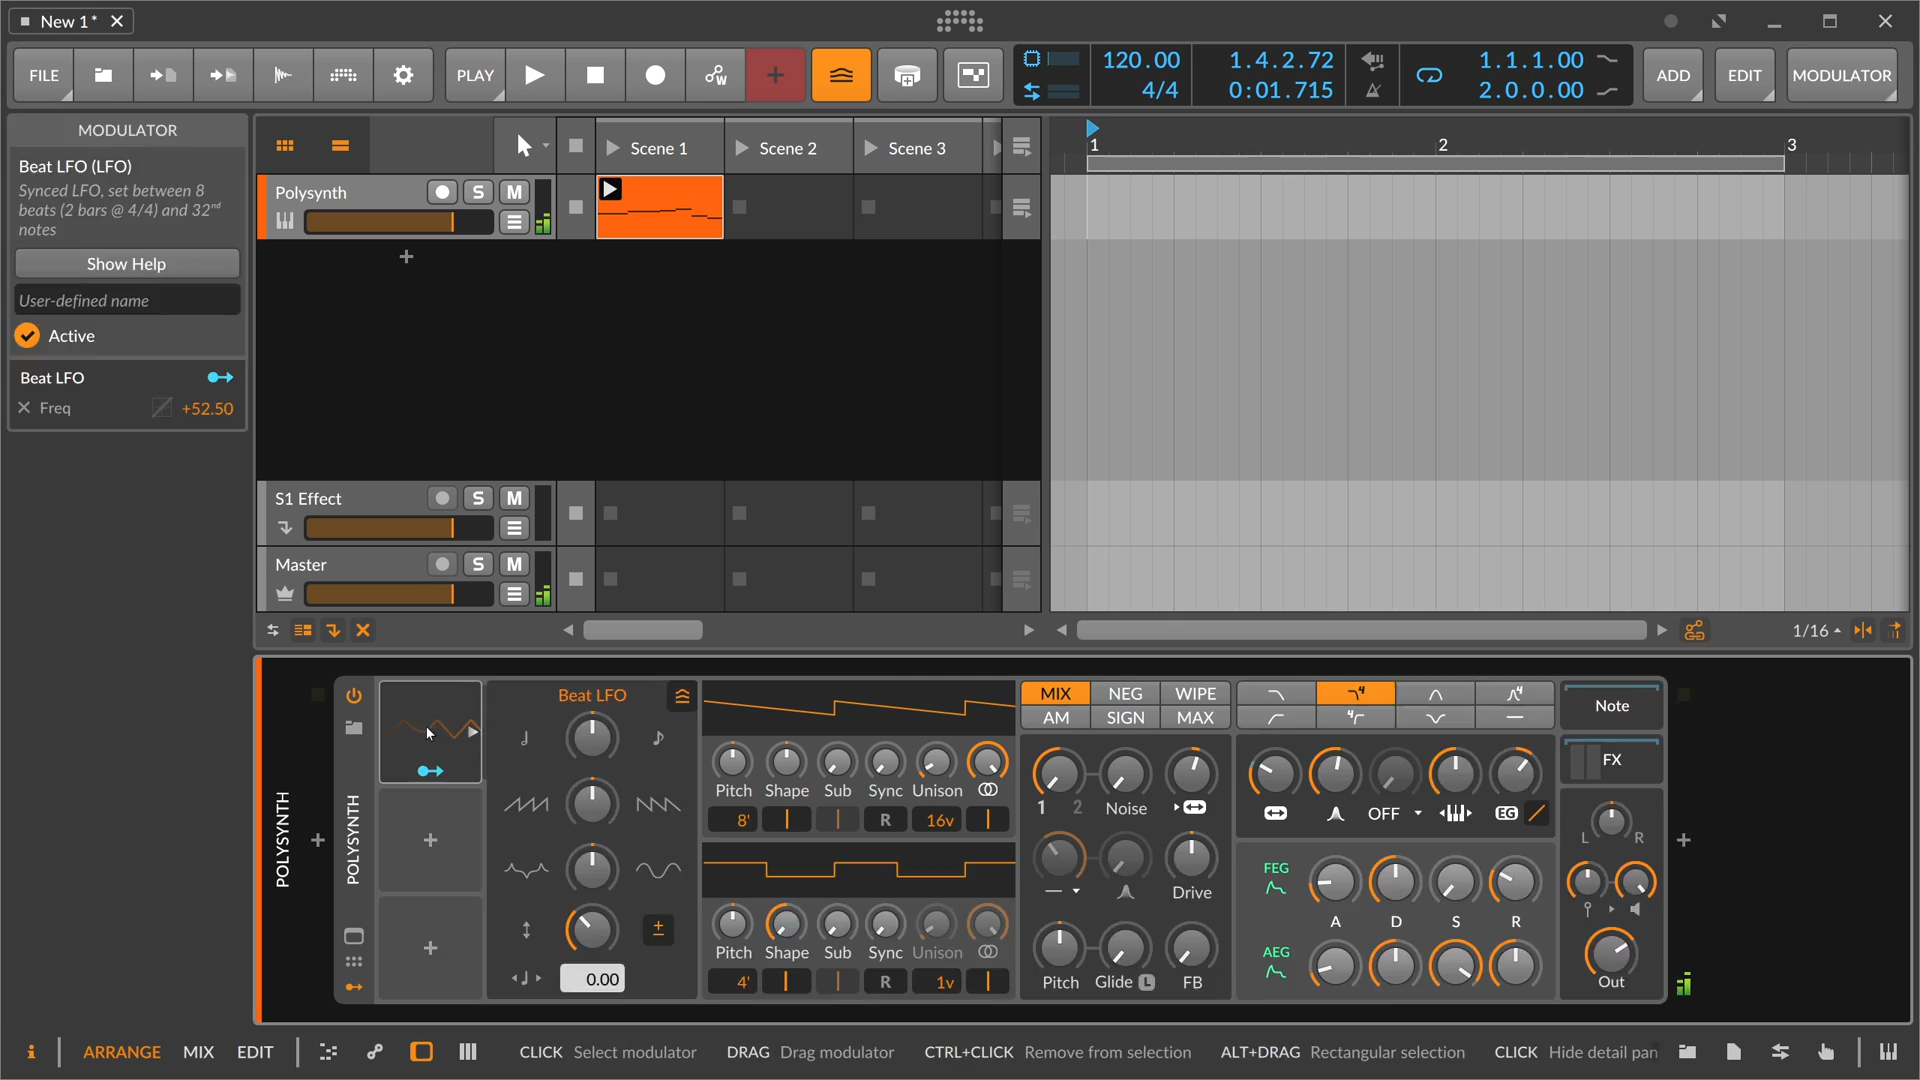 New 1*
FILE
PLAY
120.00
4/4
1.4.2.72
0:01.715
1.1.1.00
2.0.0.00
ADD
EDIT
MODULATOR
MODULATOR
Beat LFO (LFO)
Synced LFO, set between 8
beats (2 bars @ 4/4) and 32nd
notes
Show Help
User-defined name
Active
Beat LFO
Freq +52.50
Scene 1
Scene 2
Scene 3
1
2
3
Polysynth
S M
S1 Effect
S M
Master
S M
1/16
POLYSYNTH
POLYSYNTH
Beat LFO
0.00
Pitch Shape Sub Sync Unison
8' R 16v
Pitch Shape Sub Sync Unison
4' R 1v
MIX NEG WIPE
AM SIGN MAX
1 2 Noise
Drive
Pitch Glide L FB
4
4
4
OFF EG
FEG
A D S R
AEG
Note
FX
L R
Out
i ARRANGE MIX EDIT
CLICK Select modulator DRAG Drag modulator CTRL+CLICK Remove from selection ALT+DRAG Rectangular selection CLICK Hide detail pan